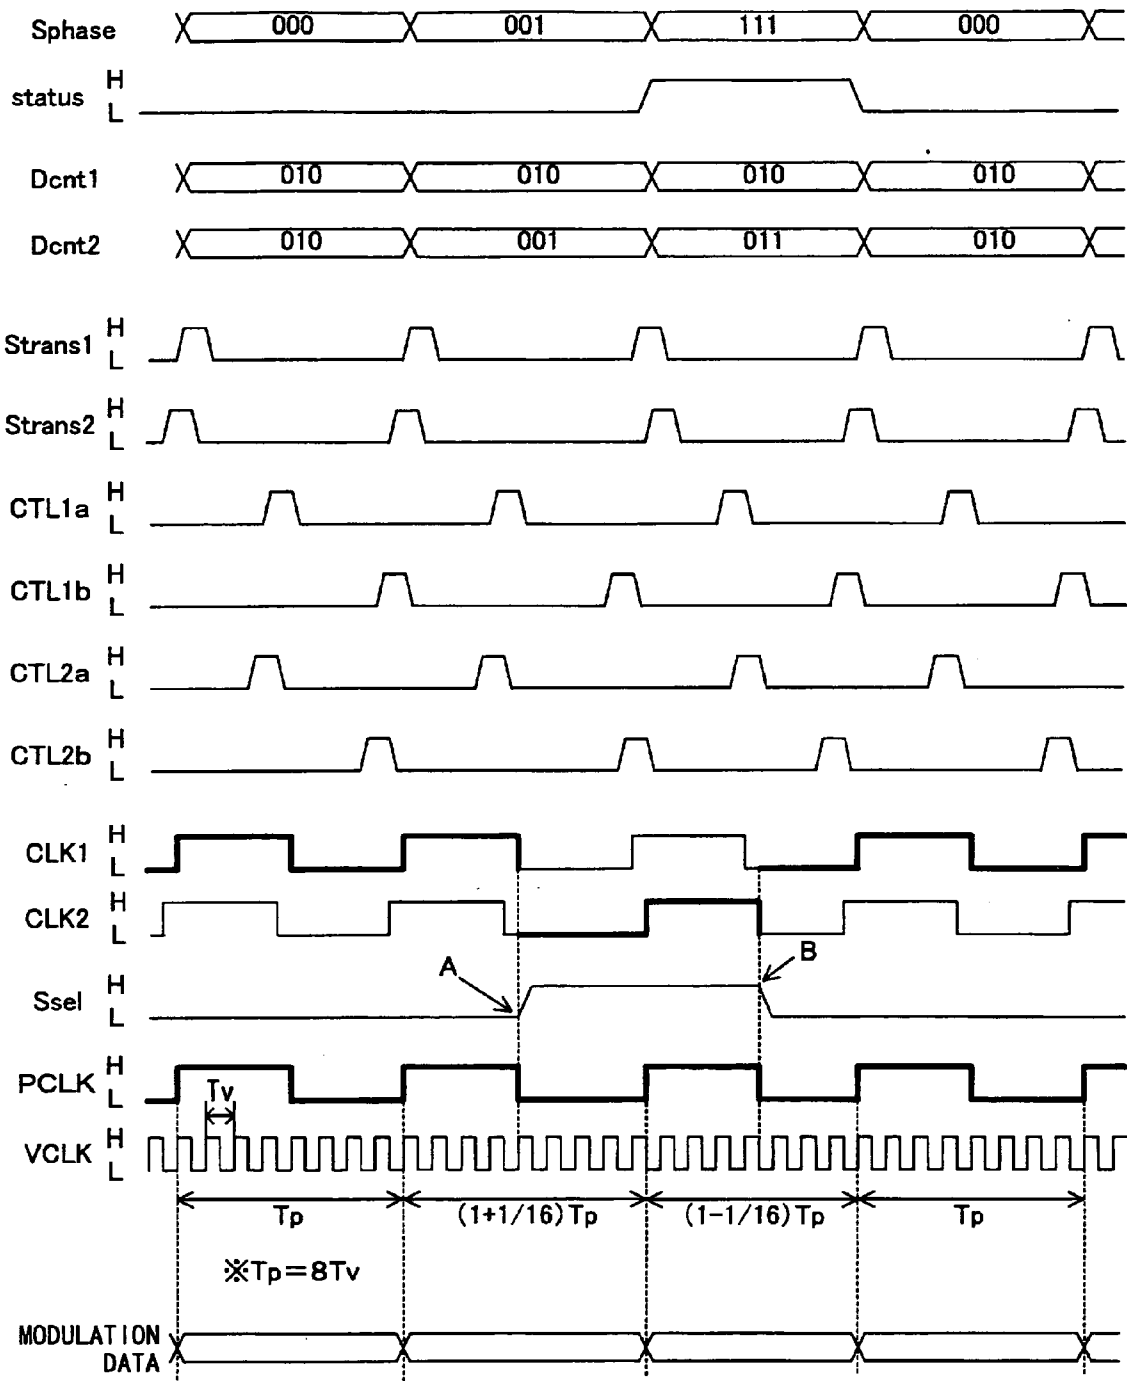 Sphase 000 001 111 000
status H L
Dcnt1 010 010 010 010
Dcnt2 010 001 011 010
Strans1 H L
Strans2 H L
CTL1a H L
CTL1b H L
CTL2a H L
CTL2b H L
CLK1 H L
CLK2 H L
A B
Ssel H L
PCLK H L
Tv
VCLK H L
Tp (1+1/16)Tp (1-1/16)Tp Tp
※Tp=8Tv
MODULATION
DATA